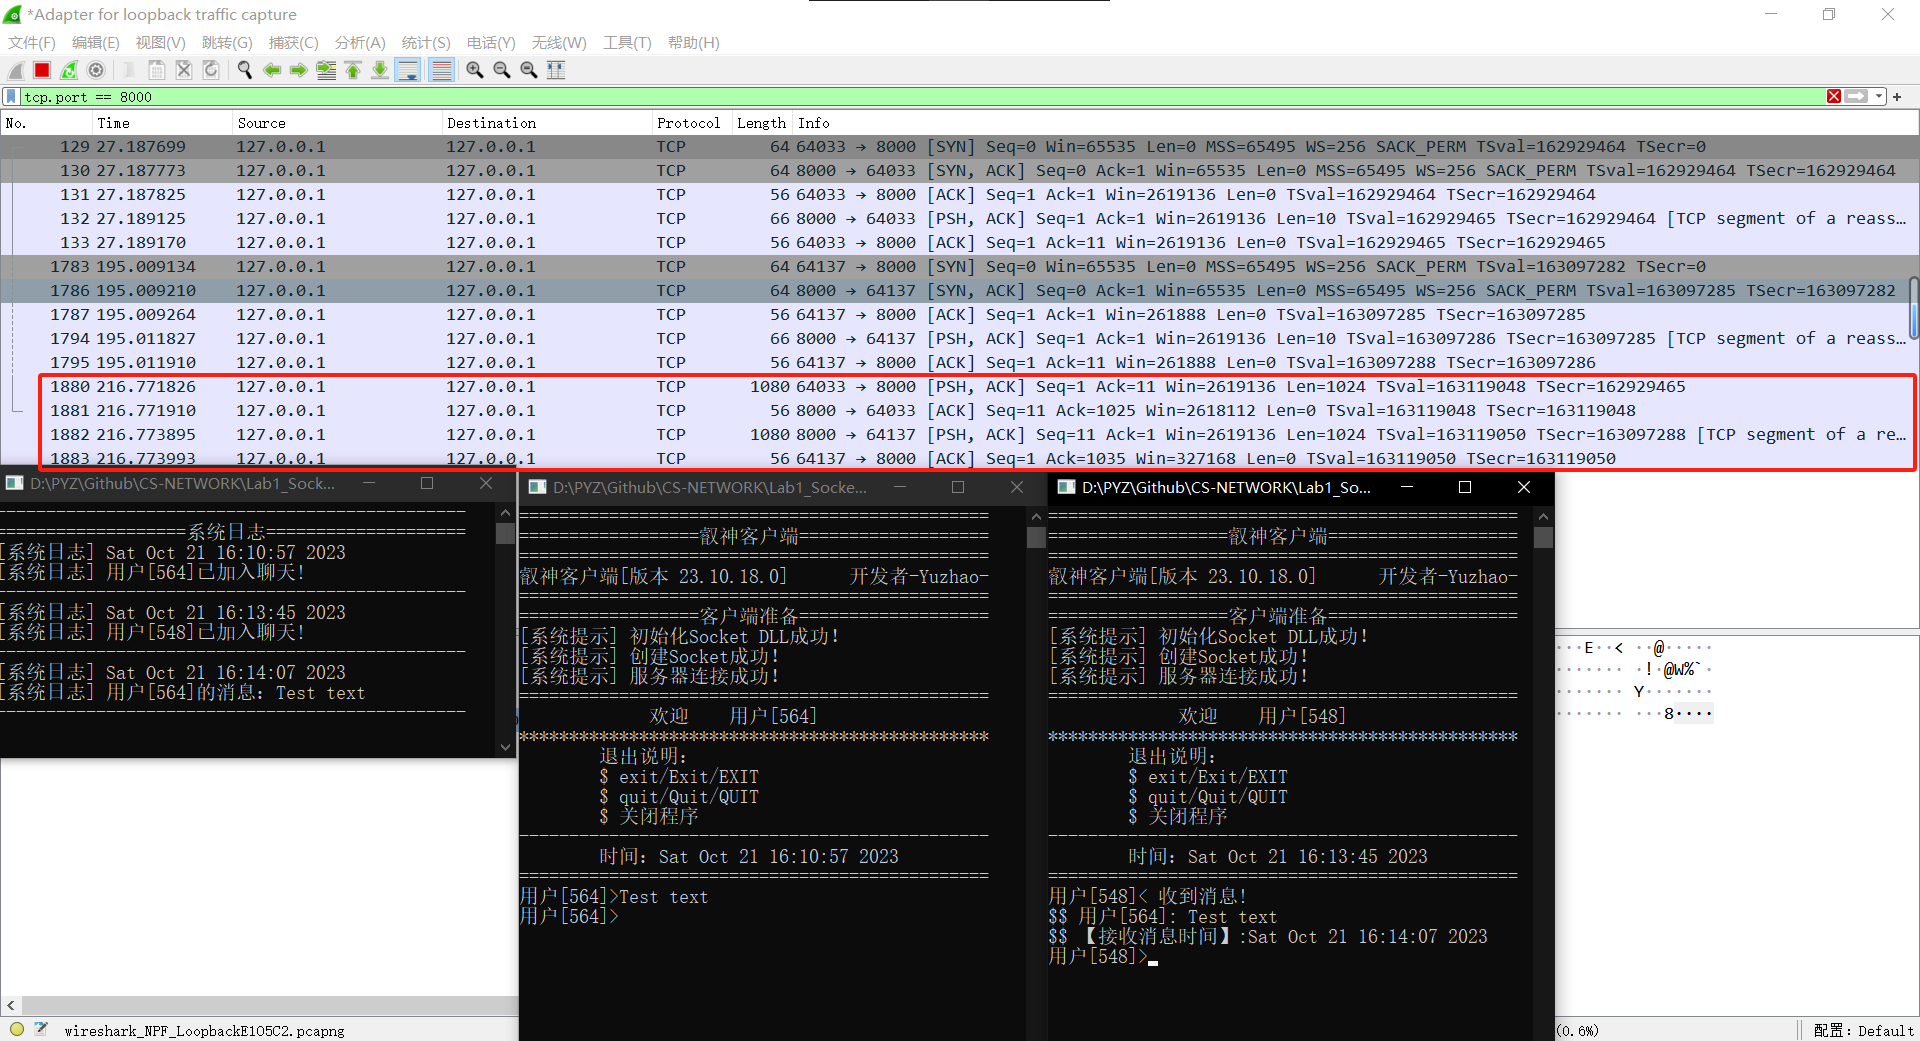 *Adapter for loopback traffic capture
文件(F) 编辑(E) 视图(V) 跳转(G) 捕获(C) 分析(A) 统计(S) 电话(Y) 无线(W) 工具(T) 帮助(H)
tcp.port == 8000
No. Time Source Destination Protocol Length Info
129 27.187699 127.0.0.1 127.0.0.1 TCP 64 64033 → 8000 [SYN] Seq=0 Win=65535 Len=0 MSS=65495 WS=256 SACK_PERM TSval=162929464 TSecr=0
130 27.187773 127.0.0.1 127.0.0.1 TCP 64 8000 → 64033 [SYN, ACK] Seq=0 Ack=1 Win=65535 Len=0 MSS=65495 WS=256 SACK_PERM TSval=162929464 TSecr=162929464
131 27.187825 127.0.0.1 127.0.0.1 TCP 56 64033 → 8000 [ACK] Seq=1 Ack=1 Win=2619136 Len=0 TSval=162929464 TSecr=162929464
132 27.189125 127.0.0.1 127.0.0.1 TCP 66 8000 → 64033 [PSH, ACK] Seq=1 Ack=1 Win=2619136 Len=10 TSval=162929465 TSecr=162929464 [TCP segment of a reass…
133 27.189170 127.0.0.1 127.0.0.1 TCP 56 64033 → 8000 [ACK] Seq=1 Ack=11 Win=2619136 Len=0 TSval=162929465 TSecr=162929465
1783 195.009134 127.0.0.1 127.0.0.1 TCP 64 64137 → 8000 [SYN] Seq=0 Win=65535 Len=0 MSS=65495 WS=256 SACK_PERM TSval=163097282 TSecr=0
1786 195.009210 127.0.0.1 127.0.0.1 TCP 64 8000 → 64137 [SYN, ACK] Seq=0 Ack=1 Win=65535 Len=0 MSS=65495 WS=256 SACK_PERM TSval=163097285 TSecr=163097282
1787 195.009264 127.0.0.1 127.0.0.1 TCP 56 64137 → 8000 [ACK] Seq=1 Ack=1 Win=261888 Len=0 TSval=163097285 TSecr=163097285
1794 195.011827 127.0.0.1 127.0.0.1 TCP 66 8000 → 64137 [PSH, ACK] Seq=1 Ack=1 Win=2619136 Len=10 TSval=163097286 TSecr=163097285 [TCP segment of a reass…
1795 195.011910 127.0.0.1 127.0.0.1 TCP 56 64137 → 8000 [ACK] Seq=1 Ack=11 Win=261888 Len=0 TSval=163097288 TSecr=163097286
1880 216.771826 127.0.0.1 127.0.0.1 TCP 1080 64033 → 8000 [PSH, ACK] Seq=1 Ack=11 Win=2619136 Len=1024 TSval=163119048 TSecr=162929465
1881 216.771910 127.0.0.1 127.0.0.1 TCP 56 8000 → 64033 [ACK] Seq=11 Ack=1025 Win=2618112 Len=0 TSval=163119048 TSecr=163119048
1882 216.773895 127.0.0.1 127.0.0.1 TCP 1080 8000 → 64137 [PSH, ACK] Seq=11 Ack=1 Win=2619136 Len=1024 TSval=163119050 TSecr=163097288 [TCP segment of a re…
1883 216.773993 127.0.0.1 127.0.0.1 TCP 56 64137 → 8000 [ACK] Seq=1 Ack=1035 Win=327168 Len=0 TSval=163119050 TSecr=163119050
D:\PYZ\Github\CS-NETWORK\Lab1_Sock...
===================系统日志====================
[系统日志] Sat Oct 21 16:10:57 2023
[系统日志] 用户[564]已加入聊天!
[系统日志] Sat Oct 21 16:13:45 2023
[系统日志] 用户[548]已加入聊天!
[系统日志] Sat Oct 21 16:14:07 2023
[系统日志] 用户[564]的消息: Test text
D:\PYZ\Github\CS-NETWORK\Lab1_Socke...
==================叡神客户端===================
叡神客户端[版本 23.10.18.0] 开发者-Yuzhao-
==================客户端准备===================
[系统提示] 初始化Socket DLL成功!
[系统提示] 创建Socket成功!
[系统提示] 服务器连接成功!
欢迎 用户[564]
***********************************************
退出说明:
$ exit/Exit/EXIT
$ quit/Quit/QUIT
$ 关闭程序
时间: Sat Oct 21 16:10:57 2023
用户[564]>Test text
用户[564]>
D:\PYZ\Github\CS-NETWORK\Lab1_So...
==================叡神客户端===================
叡神客户端[版本 23.10.18.0] 开发者-Yuzhao-
==================客户端准备===================
[系统提示] 初始化Socket DLL成功!
[系统提示] 创建Socket成功!
[系统提示] 服务器连接成功!
欢迎 用户[548]
***********************************************
退出说明:
$ exit/Exit/EXIT
$ quit/Quit/QUIT
$ 关闭程序
时间: Sat Oct 21 16:13:45 2023
用户[548]< 收到消息!
$$ 用户[564]: Test text
$$ 【接收消息时间】:Sat Oct 21 16:14:07 2023
用户[548]>_
···E··< ··@·····
······· ·!·@W%`·
······· Y·······
······· ···8····
wireshark_NPF_LoopbackE105C2.pcapng
(0.6%)
配置: Default